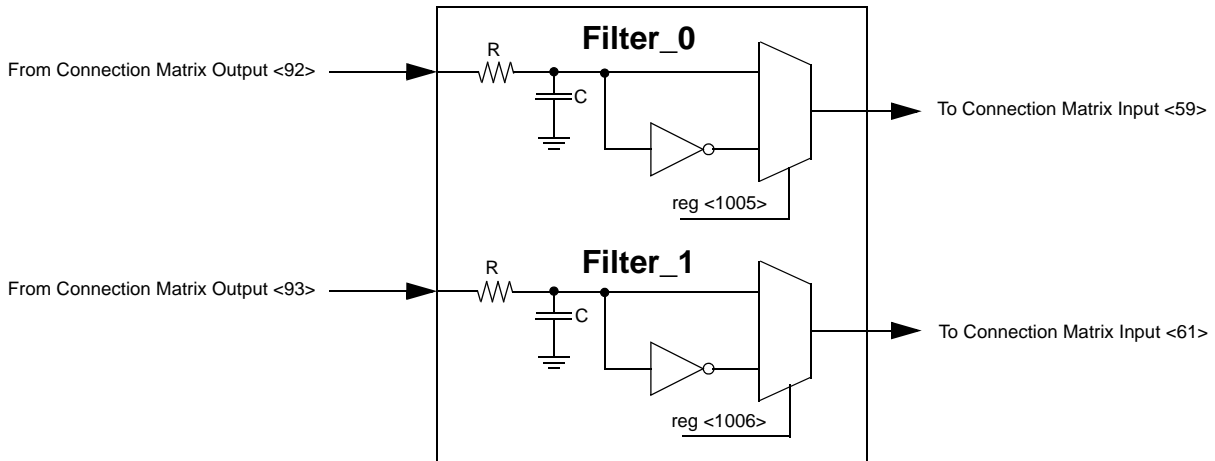 Filter_0
R
From Connection Matrix Output <92>
C
To Connection Matrix Input <59>
reg <1005>
Filter_1
R
From Connection Matrix Output <93>
C
To Connection Matrix Input <61>
reg <1006>